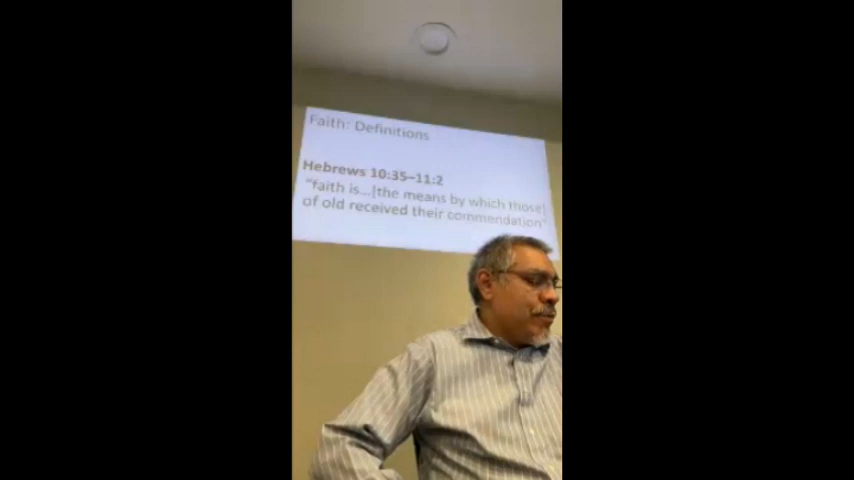 Faith: Definitions
Hebrews 10:35–11:2
"faith is...[the means by which those]
of old received their commendation"